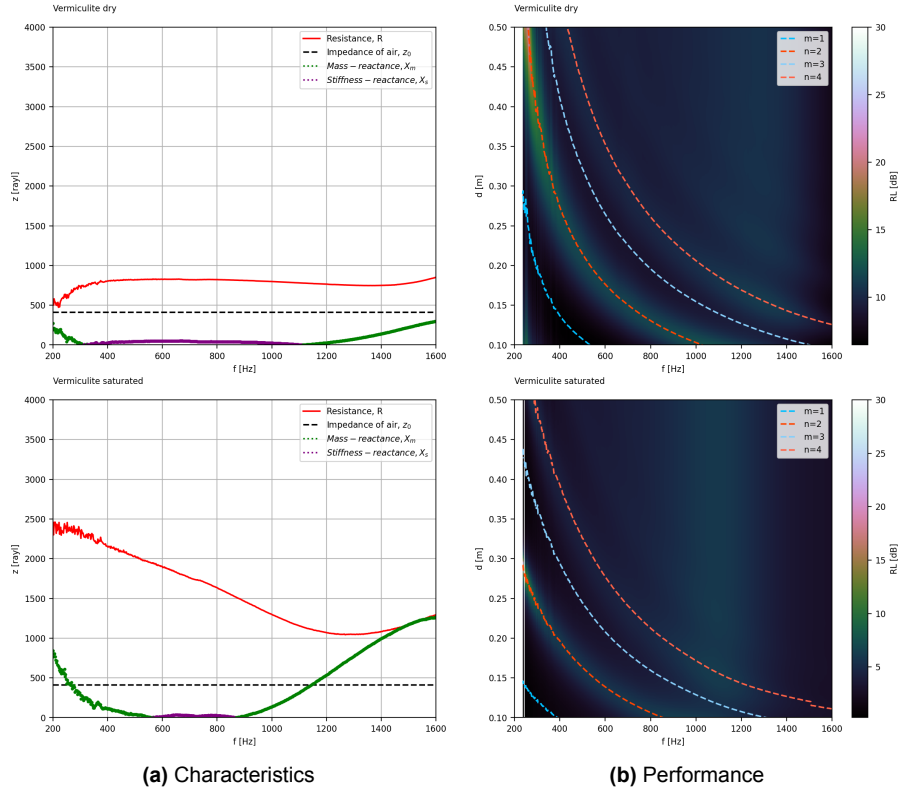 Vermiculite dry
4000
3500
3000
2500
2000
1500
1000
500
0
z [rayl]
200 400 600 800 1000 1200 1400 1600
f [Hz]
Resistance, R
Impedance of air, z₀
Mass − reactance, Xₘ
Stiffness − reactance, Xₛ
Vermiculite dry
0.50
0.45
0.40
0.35
0.30
0.25
0.20
0.15
0.10
d [m]
200 400 600 800 1000 1200 1400 1600
f [Hz]
m=1
n=2
m=3
n=4
30
25
20
15
10
RL [dB]
Vermiculite saturated
4000
3500
3000
2500
2000
1500
1000
500
0
z [rayl]
200 400 600 800 1000 1200 1400 1600
f [Hz]
Resistance, R
Impedance of air, z₀
Mass − reactance, Xₘ
Stiffness − reactance, Xₛ
Vermiculite saturated
0.50
0.45
0.40
0.35
0.30
0.25
0.20
0.15
0.10
d [m]
200 400 600 800 1000 1200 1400 1600
f [Hz]
m=1
n=2
m=3
n=4
30
25
20
15
10
5
RL [dB]
(a) Characteristics
(b) Performance